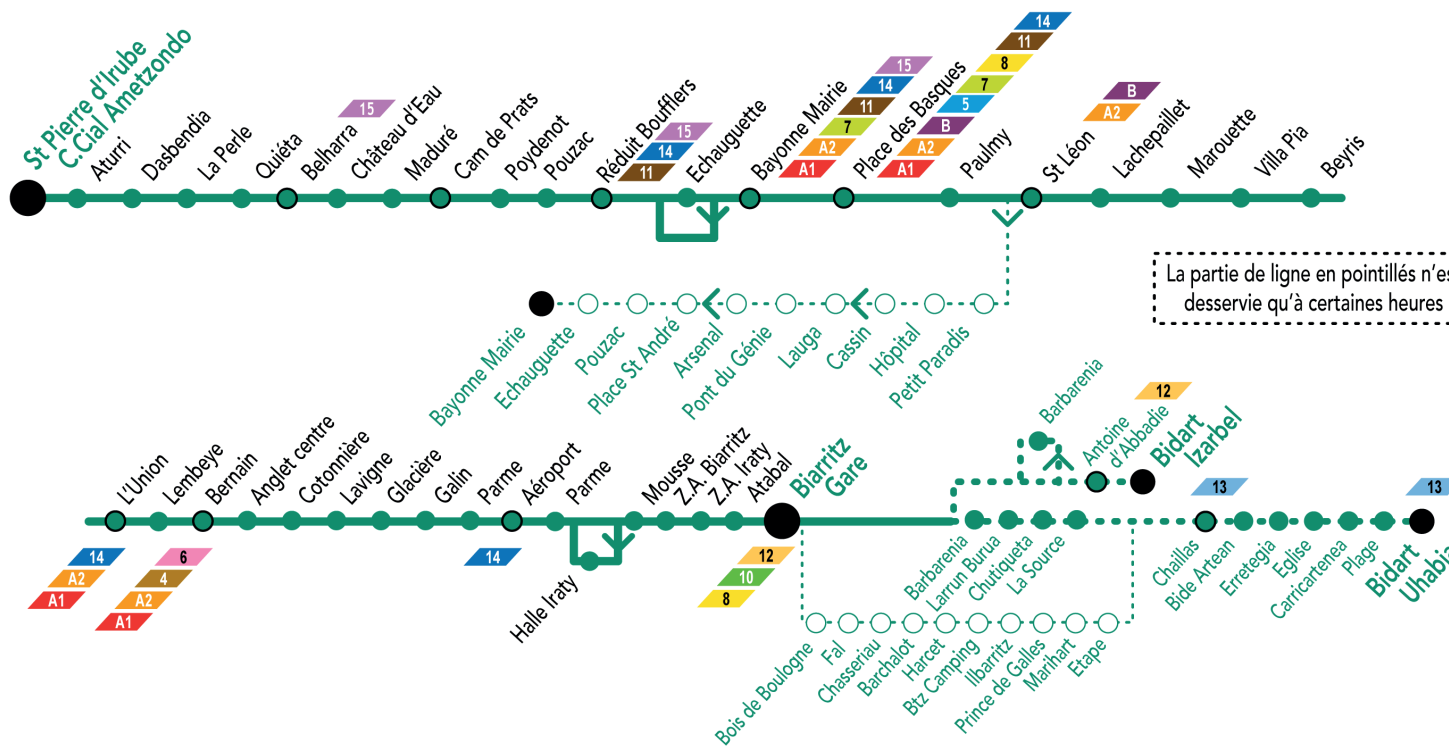 St Pierre d'Irube
C.Cial Ametzondo
Aturri
Dasbendia
La Perle
Quiéta
Belharra
15
Château d'Eau
Maduré
Cam de Prats
Poydenot
Pouzac
Réduit Boufflers
15
14
11
Echauguette
Bayonne Mairie
15
14
11
7
A2
A1
Place des Basques
14
11
8
7
5
B
A2
A1
Paulmy
St Léon
B
A2
Lachepaillet
Marouette
Villa Pia
Beyris
La partie de ligne en pointillés n'es
desservie qu'à certaines heures
Bayonne Mairie
Echauguette
Pouzac
Place St André
Arsenal
Pont du Génie
Lauga
Cassin
Hôpital
Petit Paradis
L'Union
14
A2
A1
Lembeye
Bernain
6
4
A2
A1
Anglet centre
Cotonnière
Lavigne
Glacière
Galin
Parme
14
Aéroport
Parme
Halle Iraty
Mousse
Z.A. Biarritz
Z.A. Iraty
Atabal
Biarritz
Gare
12
10
8
Barbarenia
Antoine
d'Abbadie
12
Bidart
Izarbel
Barbarenia
Larrun Burua
Chutiqueta
La Source
13
Chaillas
Bide Artean
Erretegia
Eglise
Carricartenea
Plage
13
Bidart
Uhabia
Bois de Boulogne
Fal
Chasseriau
Barchalot
Harcet
Btz Camping
Ilbarritz
Prince de Galles
Marihart
Etape